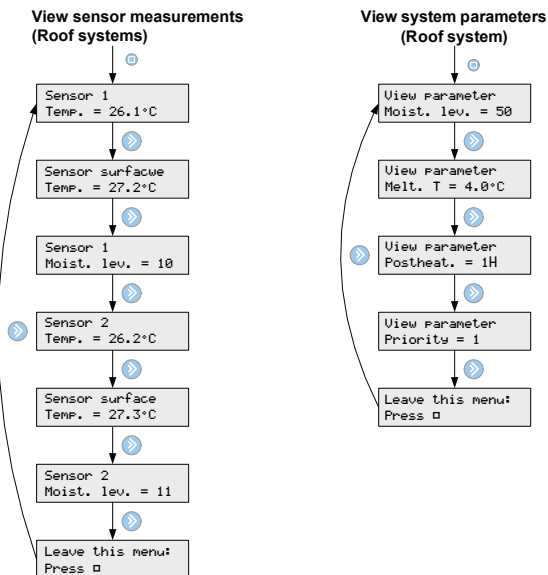 View sensor measurements
(Roof systems)
Sensor 1
Temp. = 26.1°C
Sensor surfacwe
Temp. = 27.2°C
Sensor 1
Moist. lev. = 10
Sensor 2
Temp. = 26.2°C
Sensor surface
Temp. = 27.3°C
Sensor 2
Moist. lev. = 11
Leave this menu:
Press □
View system parameters
(Roof system)
View parameter
Moist. lev. = 50
View parameter
Melt. T = 4.0°C
View parameter
Postheat. = 1H
View parameter
Priority = 1
Leave this menu:
Press □